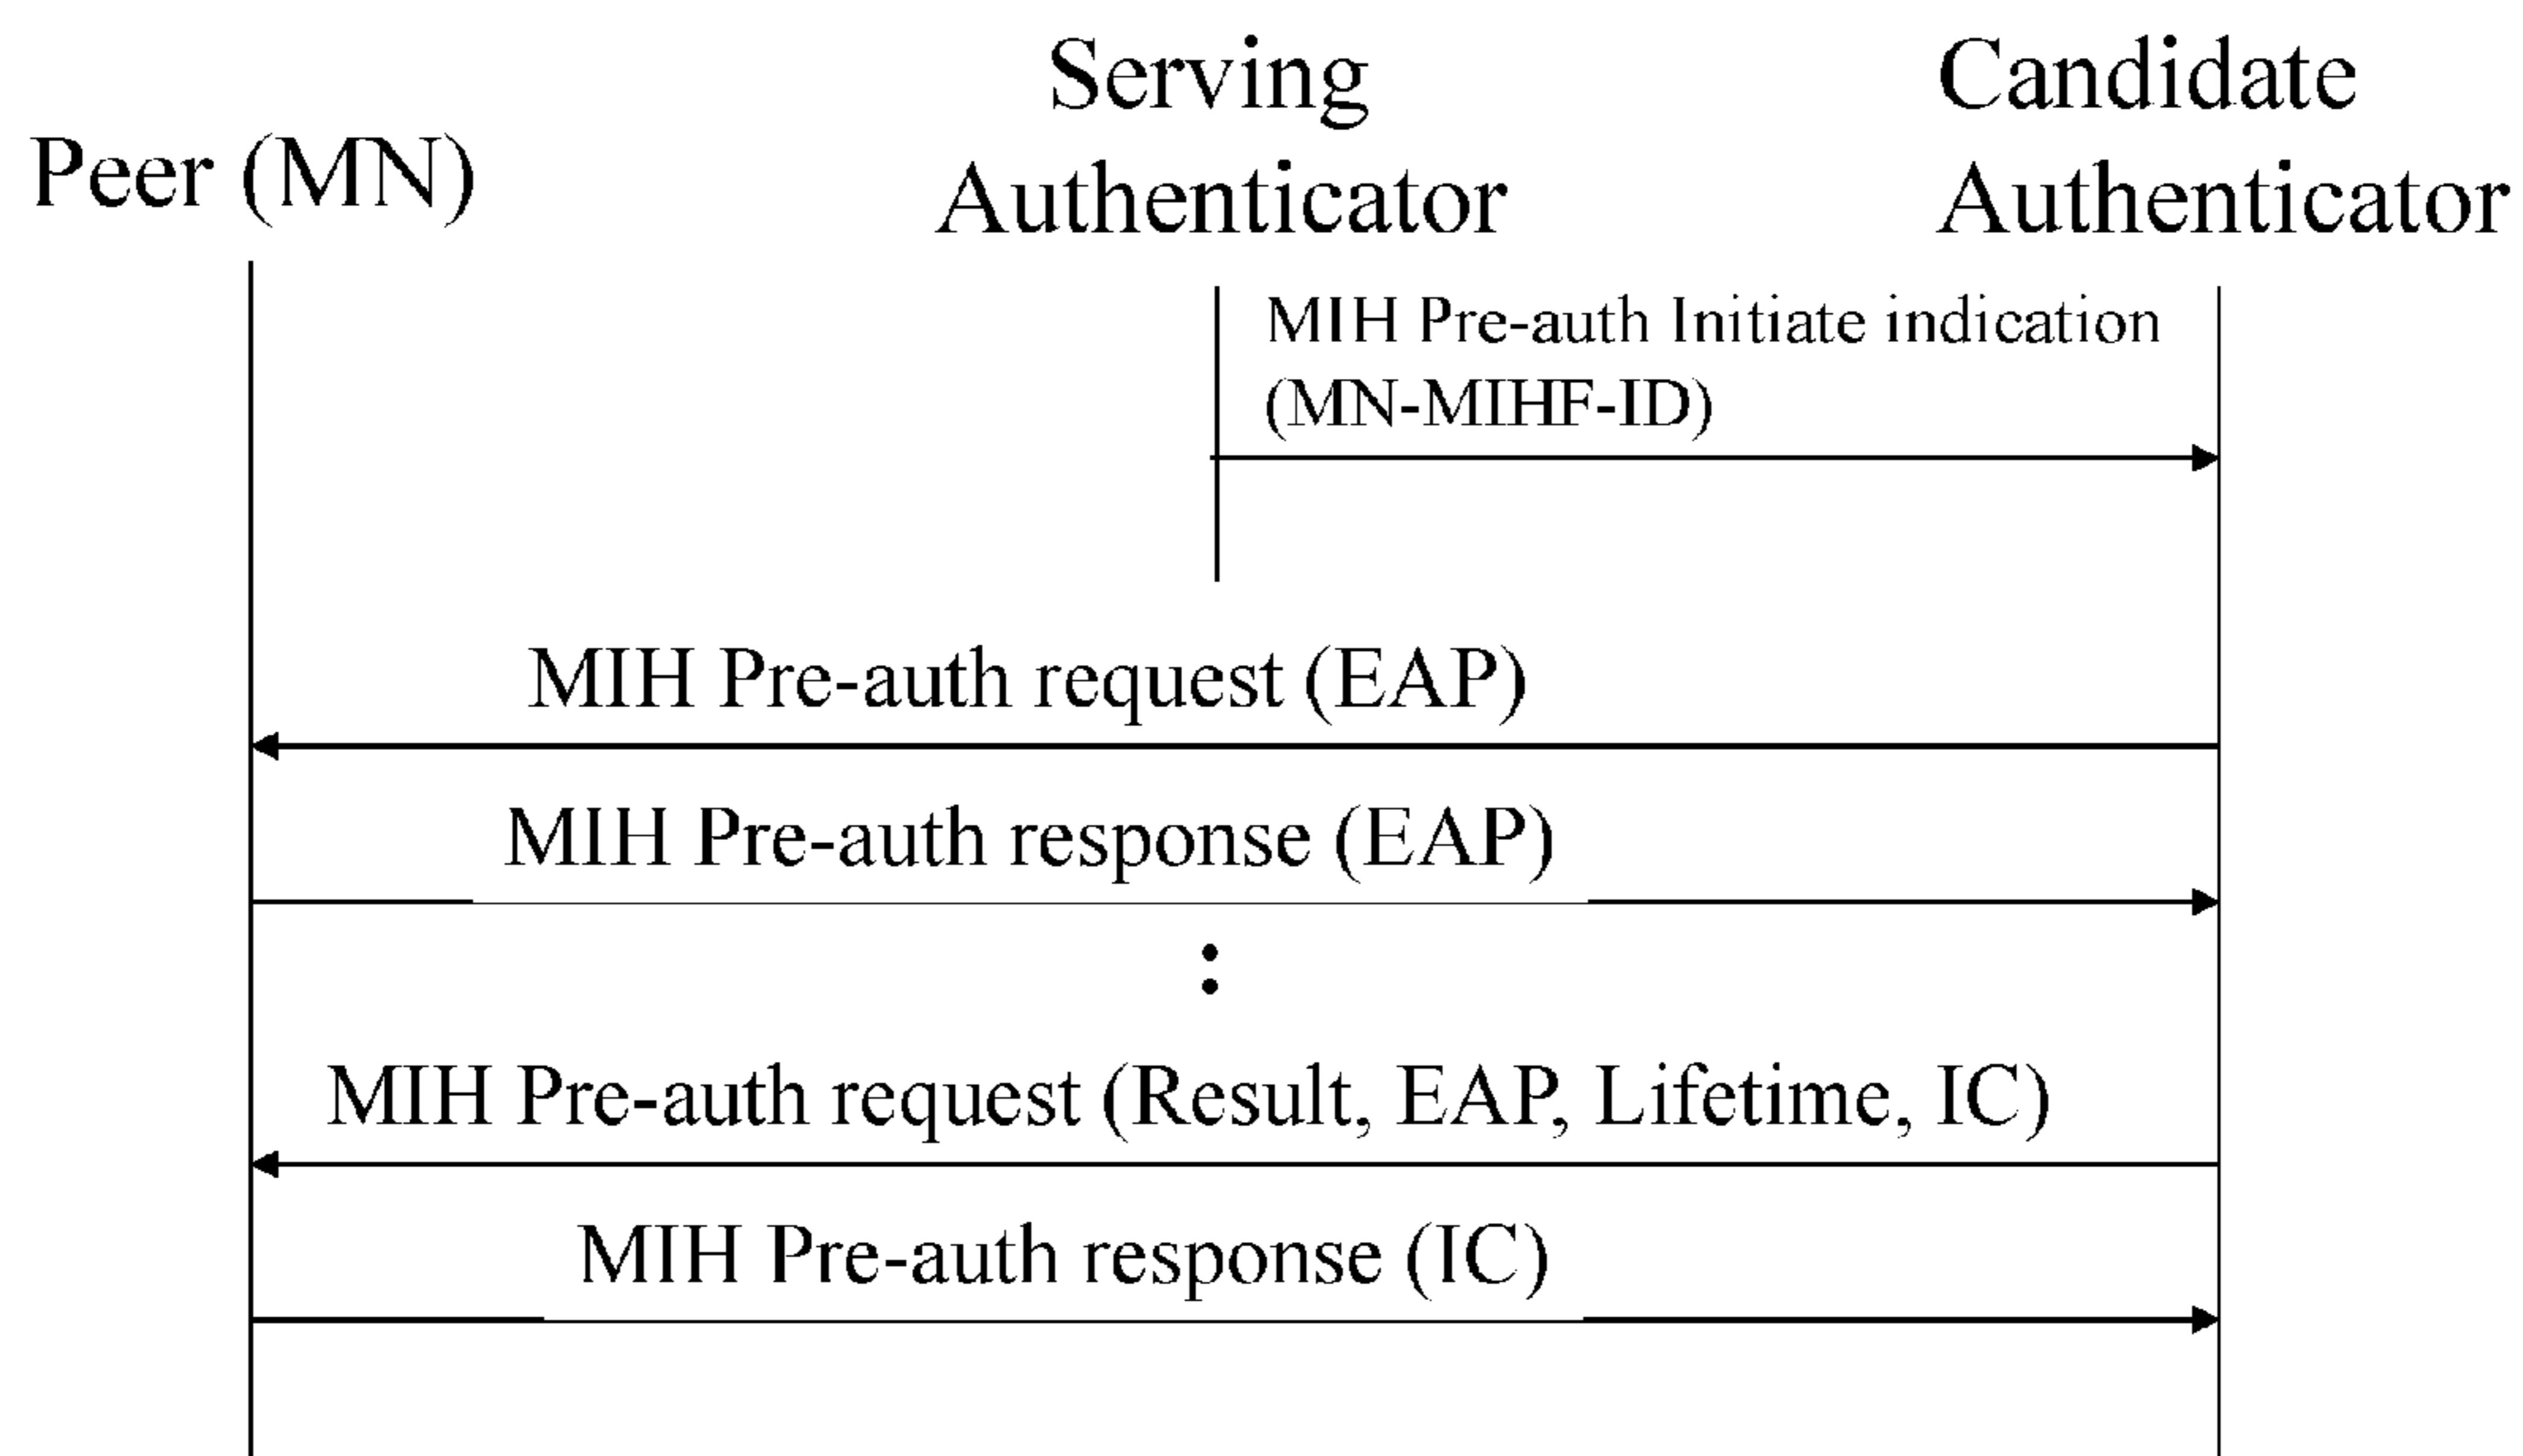 Peer (MN)
Serving
Authenticator
Candidate
Authenticator
MIH Pre-auth Initiate indication
(MN-MIHF-ID)
MIH Pre-auth request (EAP)
MIH Pre-auth response (EAP)
:
MIH Pre-auth request (Result, EAP, Lifetime, IC)
MIH Pre-auth response (IC)